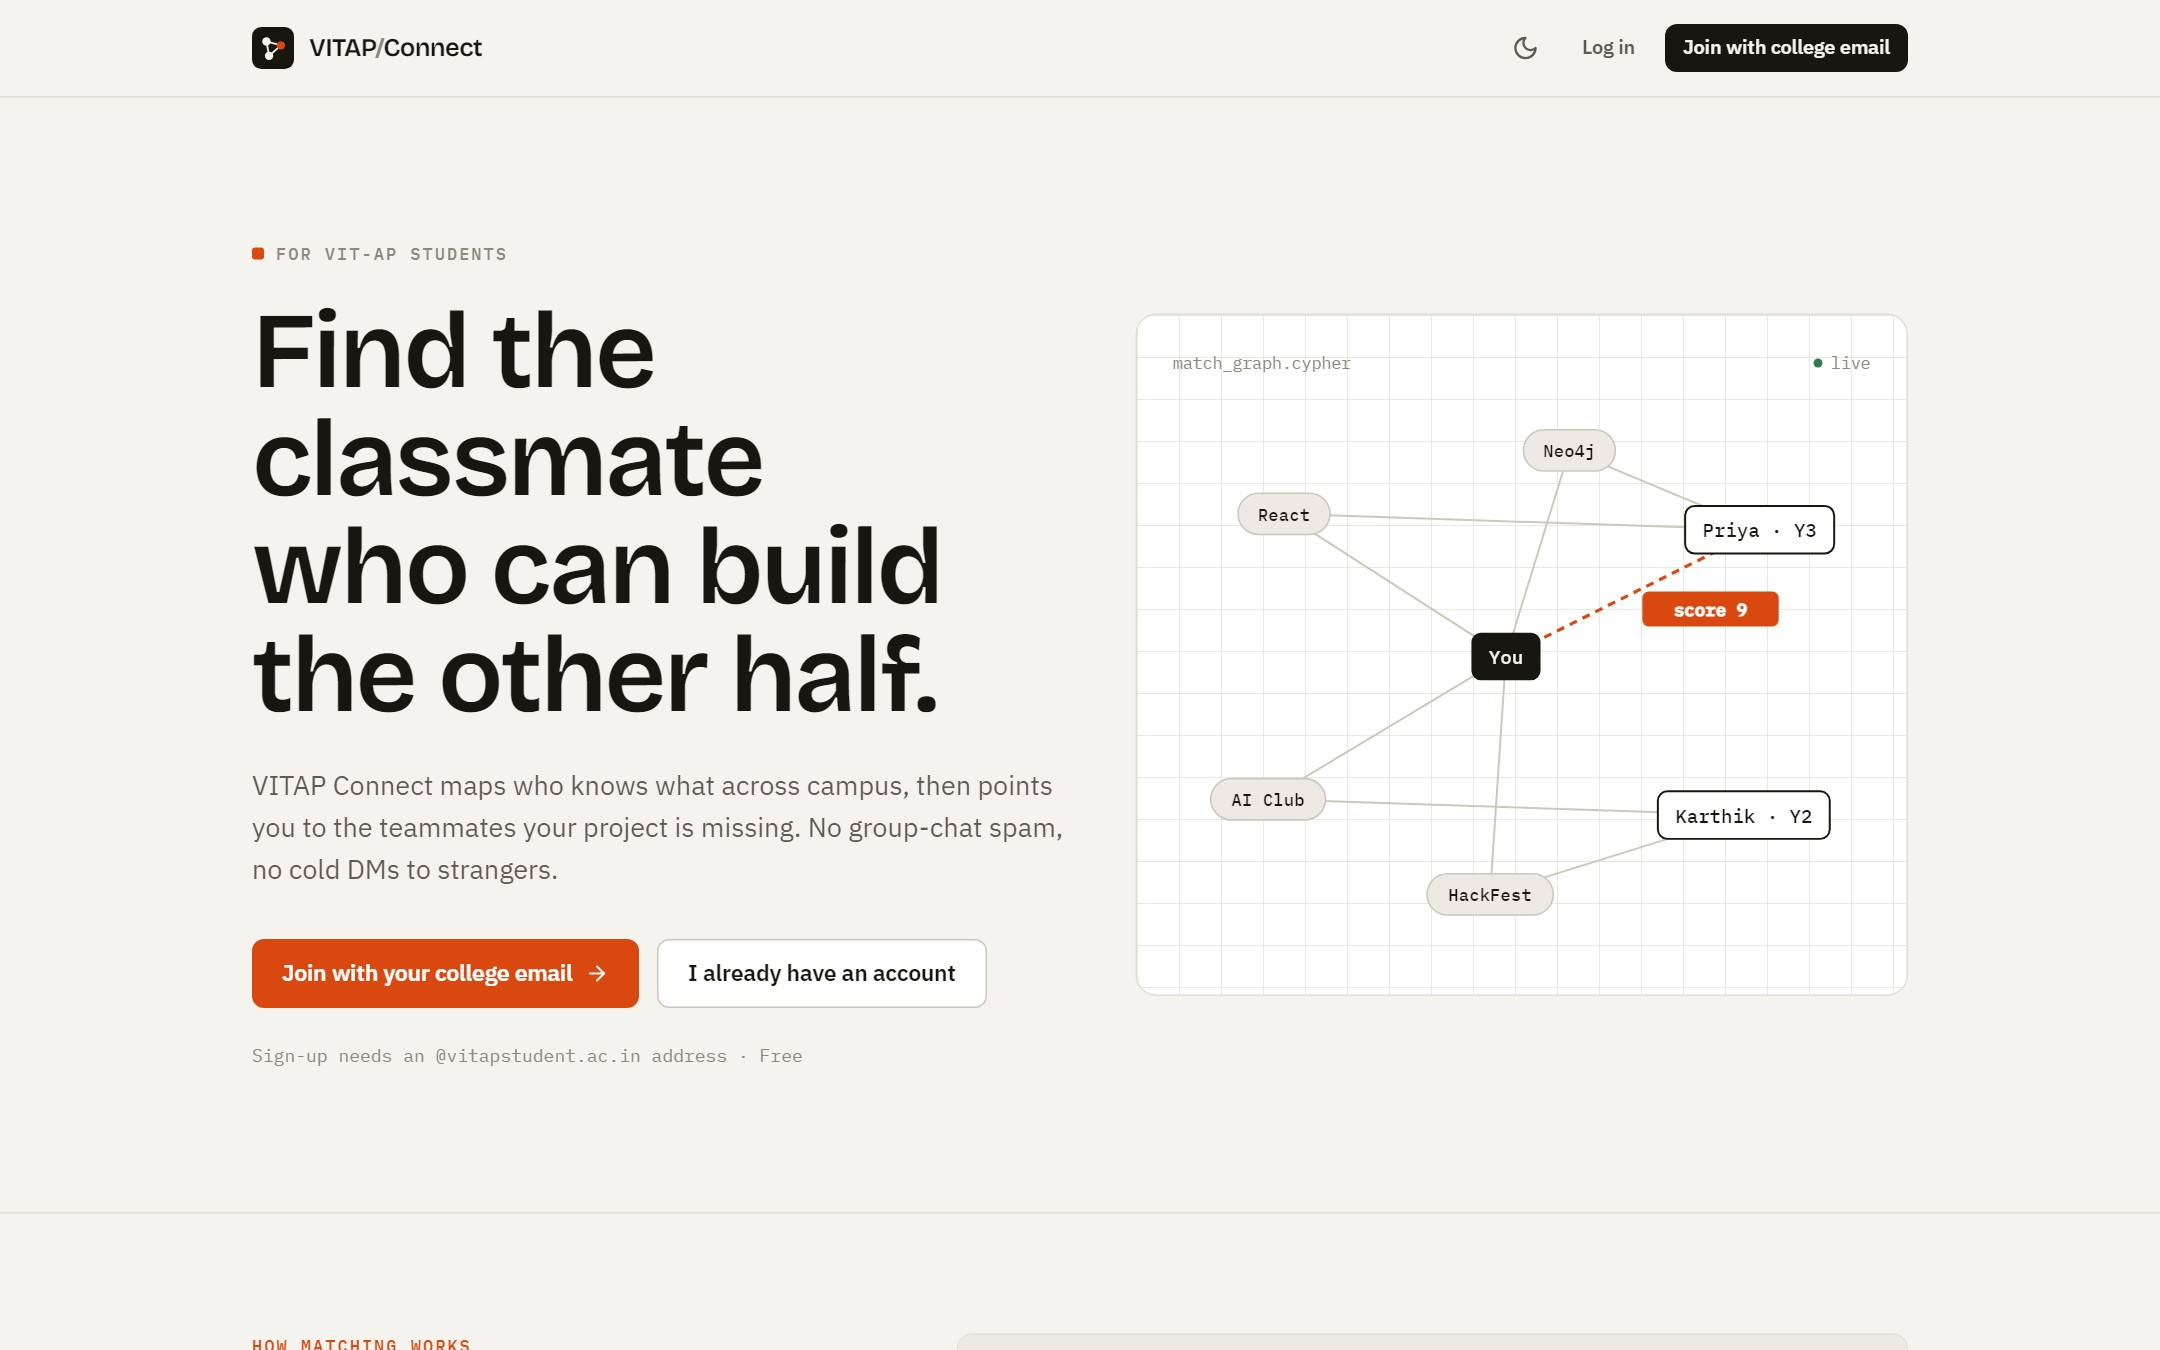 VITAP/Connect
Log in
Join with college email
FOR VIT-AP STUDENTS
Find the
classmate
who can build
the other half.
VITAP Connect maps who knows what across campus, then points
you to the teammates your project is missing. No group-chat spam,
no cold DMs to strangers.
Join with your college email →
I already have an account
Sign-up needs an @vitapstudent.ac.in address · Free
match_graph.cypher
live
Neo4j
React
Priya · Y3
score 9
You
AI Club
Karthik · Y2
HackFest
HOW MATCHING WORKS